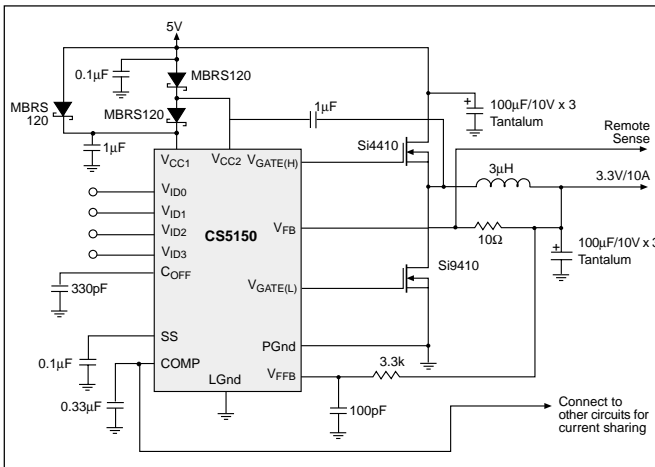 5V
0.1μF
MBRS120
MBRS
120
MBRS120
1μF
1μF
100μF/10V x 3
Tantalum
Remote
Sense
Si4410
3μH
3.3V/10A
VCC1
VCC2
VGATE(H)
VID0
VID1
VID2
VID3
CS5150
VFB
10Ω
100μF/10V x 3
Tantalum
COFF
330pF
Si9410
VGATE(L)
SS
0.1μF
PGnd
COMP
VFFB
3.3k
LGnd
0.33μF
100pF
Connect to
other circuits for
current sharing